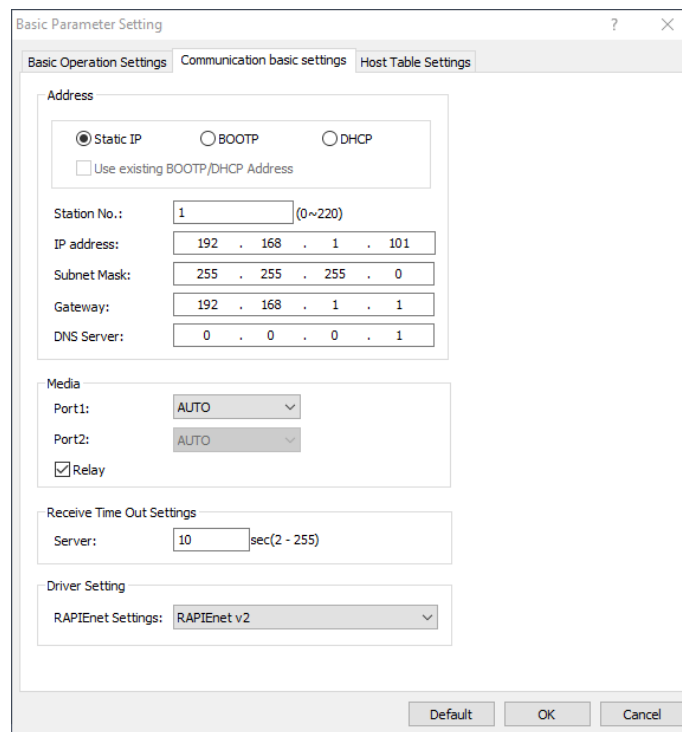 Basic Parameter Setting ? ×
Basic Operation Settings Communication basic settings Host Table Settings
Address
Static IP BOOTP DHCP
Use existing BOOTP/DHCP Address
Station No.: 1 (0~220)
IP address: 192 . 168 . 1 . 101
Subnet Mask: 255 . 255 . 255 . 0
Gateway: 192 . 168 . 1 . 1
DNS Server: 0 . 0 . 0 . 1
Media
Port1: AUTO
Port2: AUTO
Relay
Receive Time Out Settings
Server: 10 sec(2 - 255)
Driver Setting
RAPIEnet Settings: RAPIEnet v2
Default OK Cancel